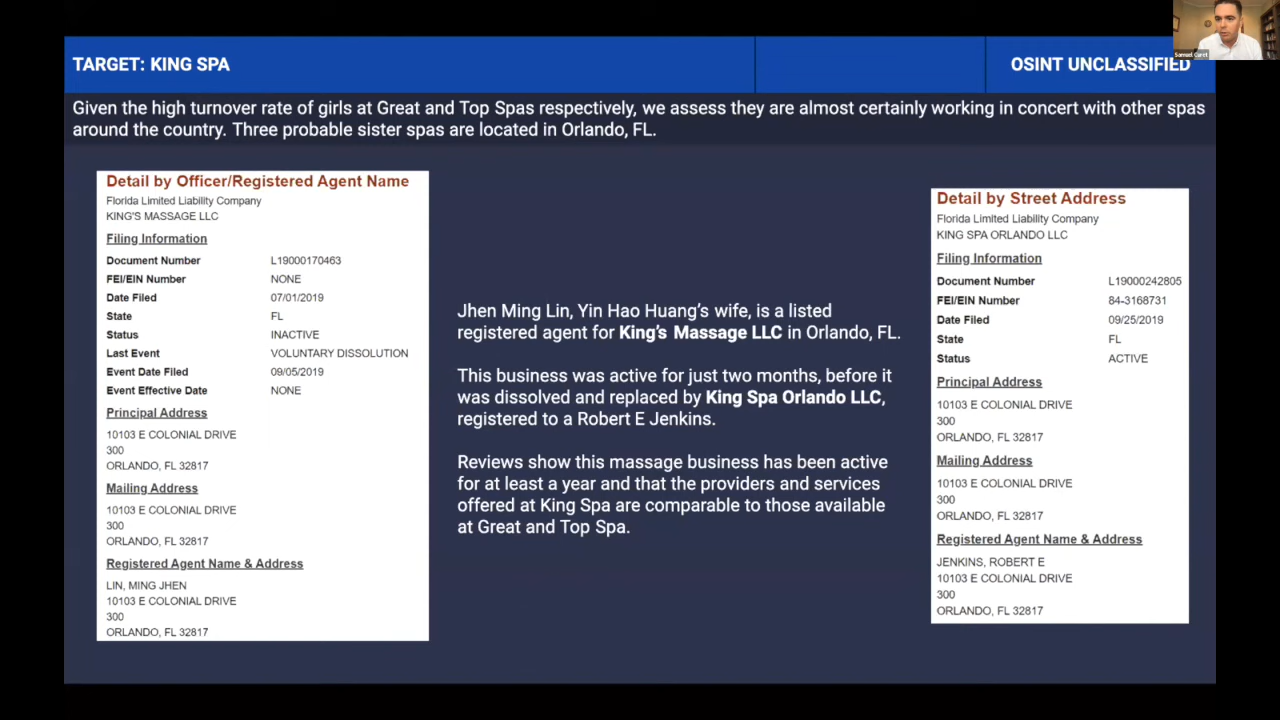 TARGET: KING SPA
OSINT UNCLASSIFIED
Given the high turnover rate of girls at Great and Top Spas respectively, we assess they are almost certainly working in concert with other spas
around the country. Three probable sister spas are located in Orlando, FL.
Detail by Officer/Registered Agent Name
Florida Limited Liability Company
KING'S MASSAGE LLC
Filing Information
Document Number L19000170463
FEI/EIN Number NONE
Date Filed 07/01/2019
State FL
Status INACTIVE
Last Event VOLUNTARY DISSOLUTION
Event Date Filed 09/05/2019
Event Effective Date NONE
Principal Address
10103 E COLONIAL DRIVE
300
ORLANDO, FL 32817
Mailing Address
10103 E COLONIAL DRIVE
300
ORLANDO, FL 32817
Registered Agent Name & Address
LIN, MING JHEN
10103 E COLONIAL DRIVE
300
ORLANDO, FL 32817
Jhen Ming Lin, Yin Hao Huang's wife, is a listed
registered agent for King's Massage LLC in Orlando, FL.
This business was active for just two months, before it
was dissolved and replaced by King Spa Orlando LLC,
registered to a Robert E Jenkins.
Reviews show this massage business has been active
for at least a year and that the providers and services
offered at King Spa are comparable to those available
at Great and Top Spa.
Detail by Street Address
Florida Limited Liability Company
KING SPA ORLANDO LLC
Filing Information
Document Number L19000242805
FEI/EIN Number 84-3168731
Date Filed 09/25/2019
State FL
Status ACTIVE
Principal Address
10103 E COLONIAL DRIVE
300
ORLANDO, FL 32817
Mailing Address
10103 E COLONIAL DRIVE
300
ORLANDO, FL 32817
Registered Agent Name & Address
JENKINS, ROBERT E
10103 E COLONIAL DRIVE
300
ORLANDO, FL 32817
Samuel